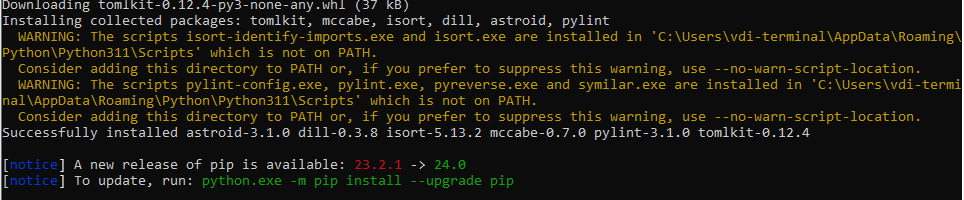 Downloading tomlkit-0.12.4-py3-none-any.whl (37 kB)
Installing collected packages: tomlkit, mccabe, isort, dill, astroid, pylint
  WARNING: The scripts isort-identify-imports.exe and isort.exe are installed in 'C:\Users\vdi-terminal\AppData\Roaming\
Python\Python311\Scripts' which is not on PATH.
  Consider adding this directory to PATH or, if you prefer to suppress this warning, use --no-warn-script-location.
  WARNING: The scripts pylint-config.exe, pylint.exe, pyreverse.exe and symilar.exe are installed in 'C:\Users\vdi-termi
nal\AppData\Roaming\Python\Python311\Scripts' which is not on PATH.
  Consider adding this directory to PATH or, if you prefer to suppress this warning, use --no-warn-script-location.
Successfully installed astroid-3.1.0 dill-0.3.8 isort-5.13.2 mccabe-0.7.0 pylint-3.1.0 tomlkit-0.12.4
[notice] A new release of pip is available: 23.2.1 -> 24.0
[notice] To update, run: python.exe -m pip install --upgrade pip